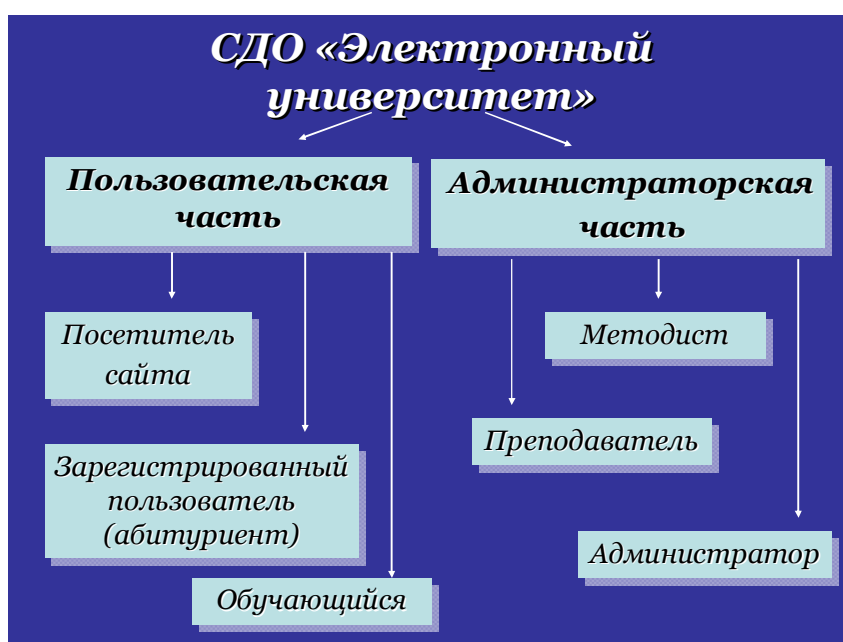 СДО «Электронный
университет»
Пользовательская
часть
Администраторская
часть
Посетитель
сайта
Методист
Преподаватель
Зарегистрированный
пользователь
(абитуриент)
Администратор
Обучающийся